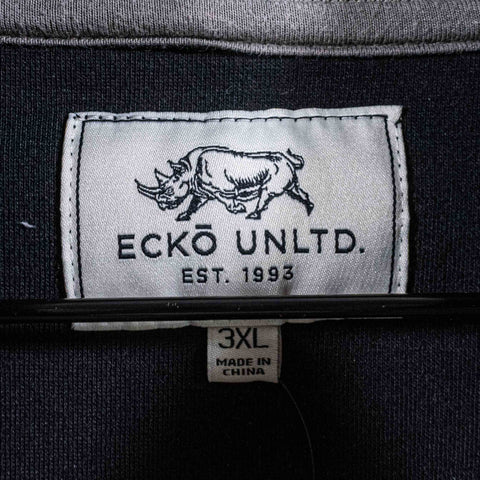 ECKŌ UNLTD.
EST. 1993
3XL
MADE IN
CHINA